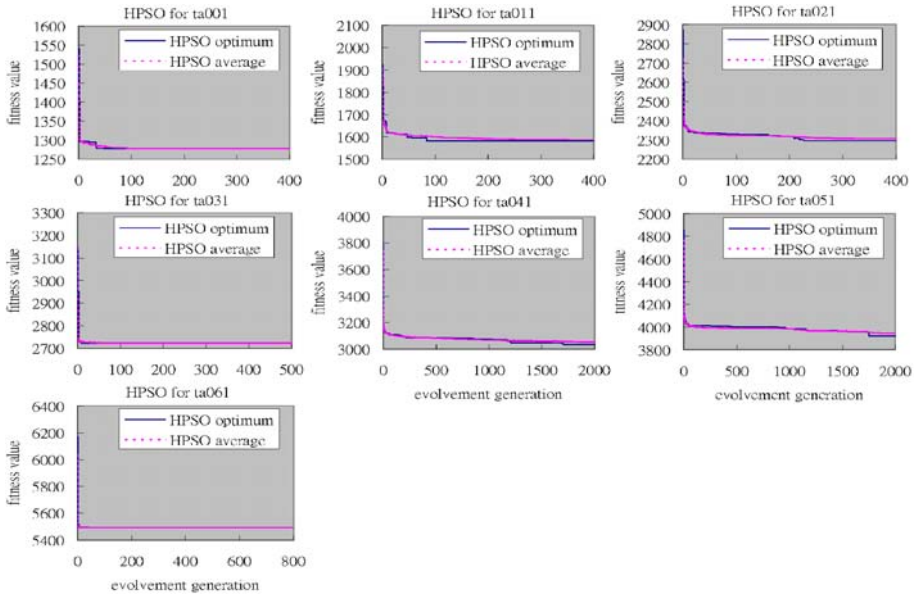 HPSO for ta001
fitness value
1600
1550
1500
1450
1400
1350
1300
1250
0 100 200 300 400
HPSO optimum
HPSO average
HPSO for ta011
fitness value
2100
2000
1900
1800
1700
1600
1500
0 100 200 300 400
HPSO optimum
HPSO average
HPSO for ta021
fitness value
2900
2800
2700
2600
2500
2400
2300
2200
0 200 400
HPSO optimum
HPSO average
HPSO for ta031
fitness value
3300
3200
3100
3000
2900
2800
2700
0 100 200 300 400 500
HPSO optimum
HPSO average
HPSO for ta041
fitness value
4000
3800
3600
3400
3200
3000
0 500 1000 1500 2000
evolvement generation
HPSO optimum
HPSO average
HPSO for ta051
fitness value
5000
4800
4600
4400
4200
4000
3800
0 500 1000 1500 2000
evolvement generation
HPSO optimum
HPSO average
HPSO for ta061
fitness value
6400
6200
6000
5800
5600
5400
0 200 400 600 800
evolvement generation
HPSO optimum
HPSO average